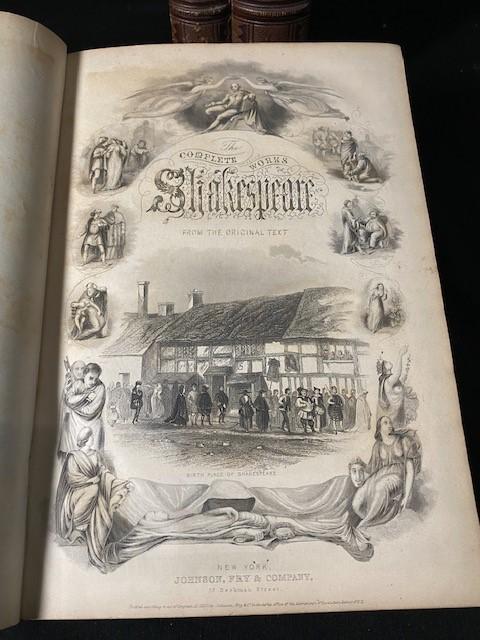 The
COMPLETE WORKS
OF
Shakespeare
FROM THE ORIGINAL TEXT
BIRTH PLACE OF SHAKESPEARE
NEW YORK,
JOHNSON, FRY & COMPANY,
27 Beekman Street.